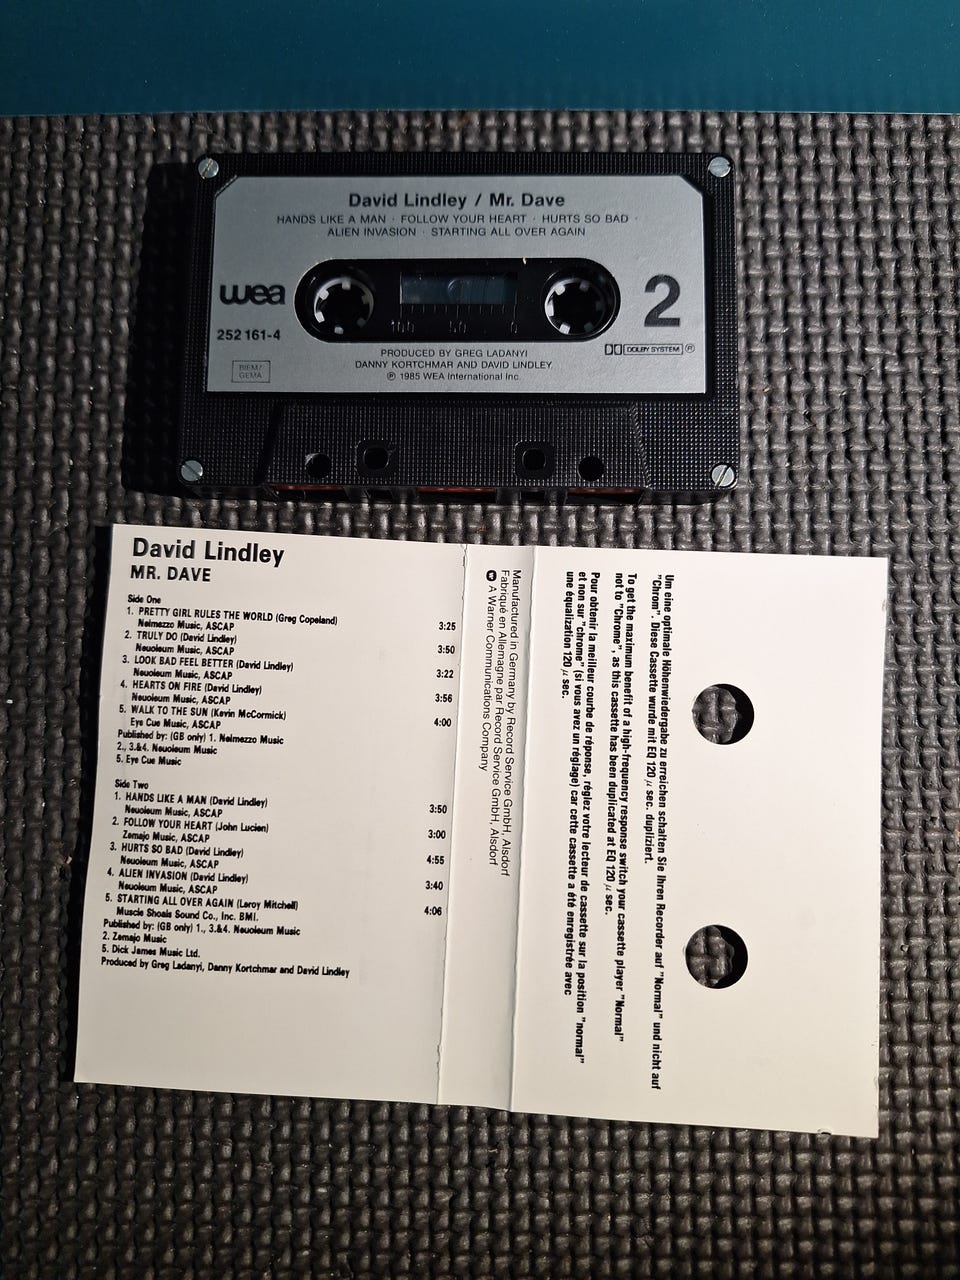 David Lindley / Mr. Dave
HANDS LIKE A MAN · FOLLOW YOUR HEART · HURTS SO BAD ·
ALIEN INVASION · STARTING ALL OVER AGAIN
wea
2
252 161-4
100 50 0
DOLBY SYSTEM ®
BIEM/
GEMA
PRODUCED BY GREG LADANYI
DANNY KORTCHMAR AND DAVID LINDLEY
℗ 1985 WEA International Inc.
David Lindley
MR. DAVE
Side One
1. PRETTY GIRL RULES THE WORLD (Greg Copeland)
Nelmezzo Music, ASCAP 3:25
2. TRULY DO (David Lindley)
Neuoleum Music, ASCAP 3:50
3. LOOK BAD FEEL BETTER (David Lindley)
Neuoleum Music, ASCAP 3:22
4. HEARTS ON FIRE (David Lindley)
Neuoleum Music, ASCAP 3:56
5. WALK TO THE SUN (Kevin McCormick)
Eye Cue Music, ASCAP 4:00
Published by: (GB only) 1. Nelmezzo Music
2., 3.&4. Neuoleum Music
5. Eye Cue Music
Side Two
1. HANDS LIKE A MAN (David Lindley)
Neuoleum Music, ASCAP 3:50
2. FOLLOW YOUR HEART (John Lucien)
Zemajo Music, ASCAP 3:00
3. HURTS SO BAD (David Lindley)
Neuoleum Music, ASCAP 4:55
4. ALIEN INVASION (David Lindley)
Neuoleum Music, ASCAP 3:40
5. STARTING ALL OVER AGAIN (Leroy Mitchell)
Muscle Shoals Sound Co., Inc. BMI. 4:06
Published by: (GB only) 1., 3.&4. Neuoleum Music
2. Zemajo Music
5. Dick James Music Ltd.
Produced by Greg Ladanyi, Danny Kortchmar and David Lindley
Manufactured in Germany by Record Service GmbH, Alsdorf
Fabriqué en Allemagne par Record Service GmbH, Alsdorf
A Warner Communications Company
Um eine optimale Höhenwiedergabe zu erreichen schalten Sie Ihren Recorder auf "Normal" und nicht auf
"Chrom". Diese Cassette wurde mit EQ 120 µ sec. dupliziert.
To get the maximum benefit of a high-frequency response switch your cassette player "Normal"
not to "Chrome", as this cassette has been duplicated at EQ 120 µ sec.
Pour obtenir la meilleur courbe de réponse, réglez votre lecteur de cassette sur la position "normal"
et non sur "chrome" (si vous avez un réglage) car cette cassette a été enregistrée avec
une équalization 120 µ sec.